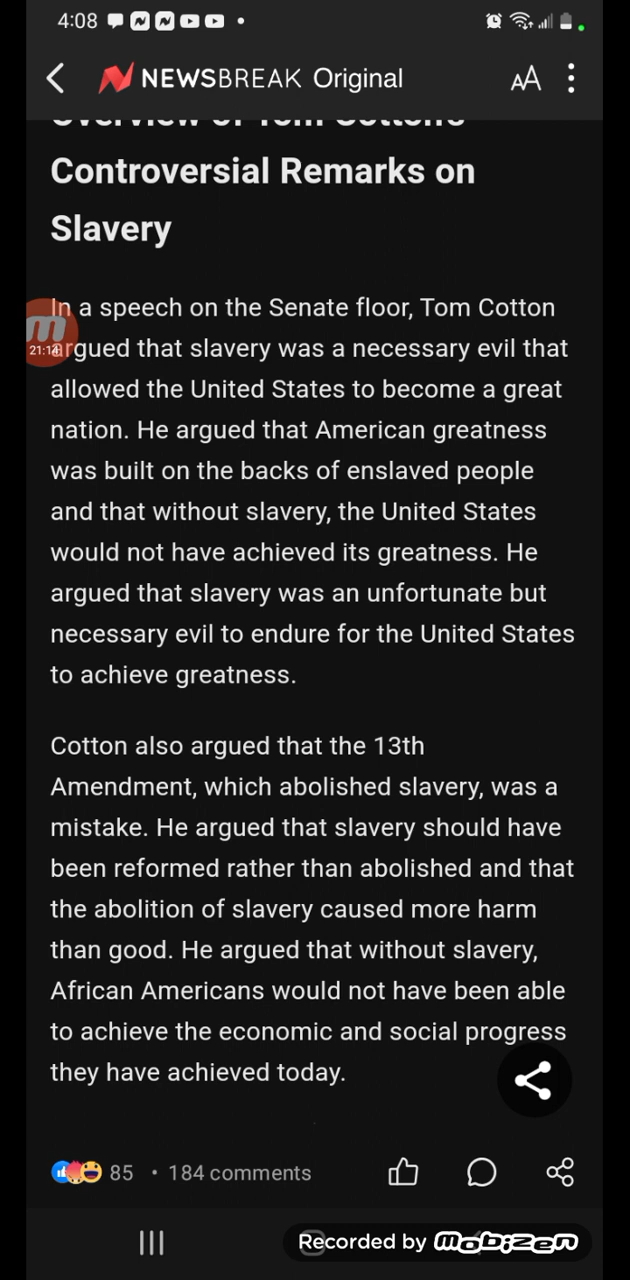 4:08
NEWSBREAK Original AA
Overview of Tom Cotton's
Controversial Remarks on
Slavery
In a speech on the Senate floor, Tom Cotton
argued that slavery was a necessary evil that
allowed the United States to become a great
nation. He argued that American greatness
was built on the backs of enslaved people
and that without slavery, the United States
would not have achieved its greatness. He
argued that slavery was an unfortunate but
necessary evil to endure for the United States
to achieve greatness.
m
21:14
Cotton also argued that the 13th
Amendment, which abolished slavery, was a
mistake. He argued that slavery should have
been reformed rather than abolished and that
the abolition of slavery caused more harm
than good. He argued that without slavery,
African Americans would not have been able
to achieve the economic and social progress
they have achieved today.
85 • 184 comments
Recorded by mobizen